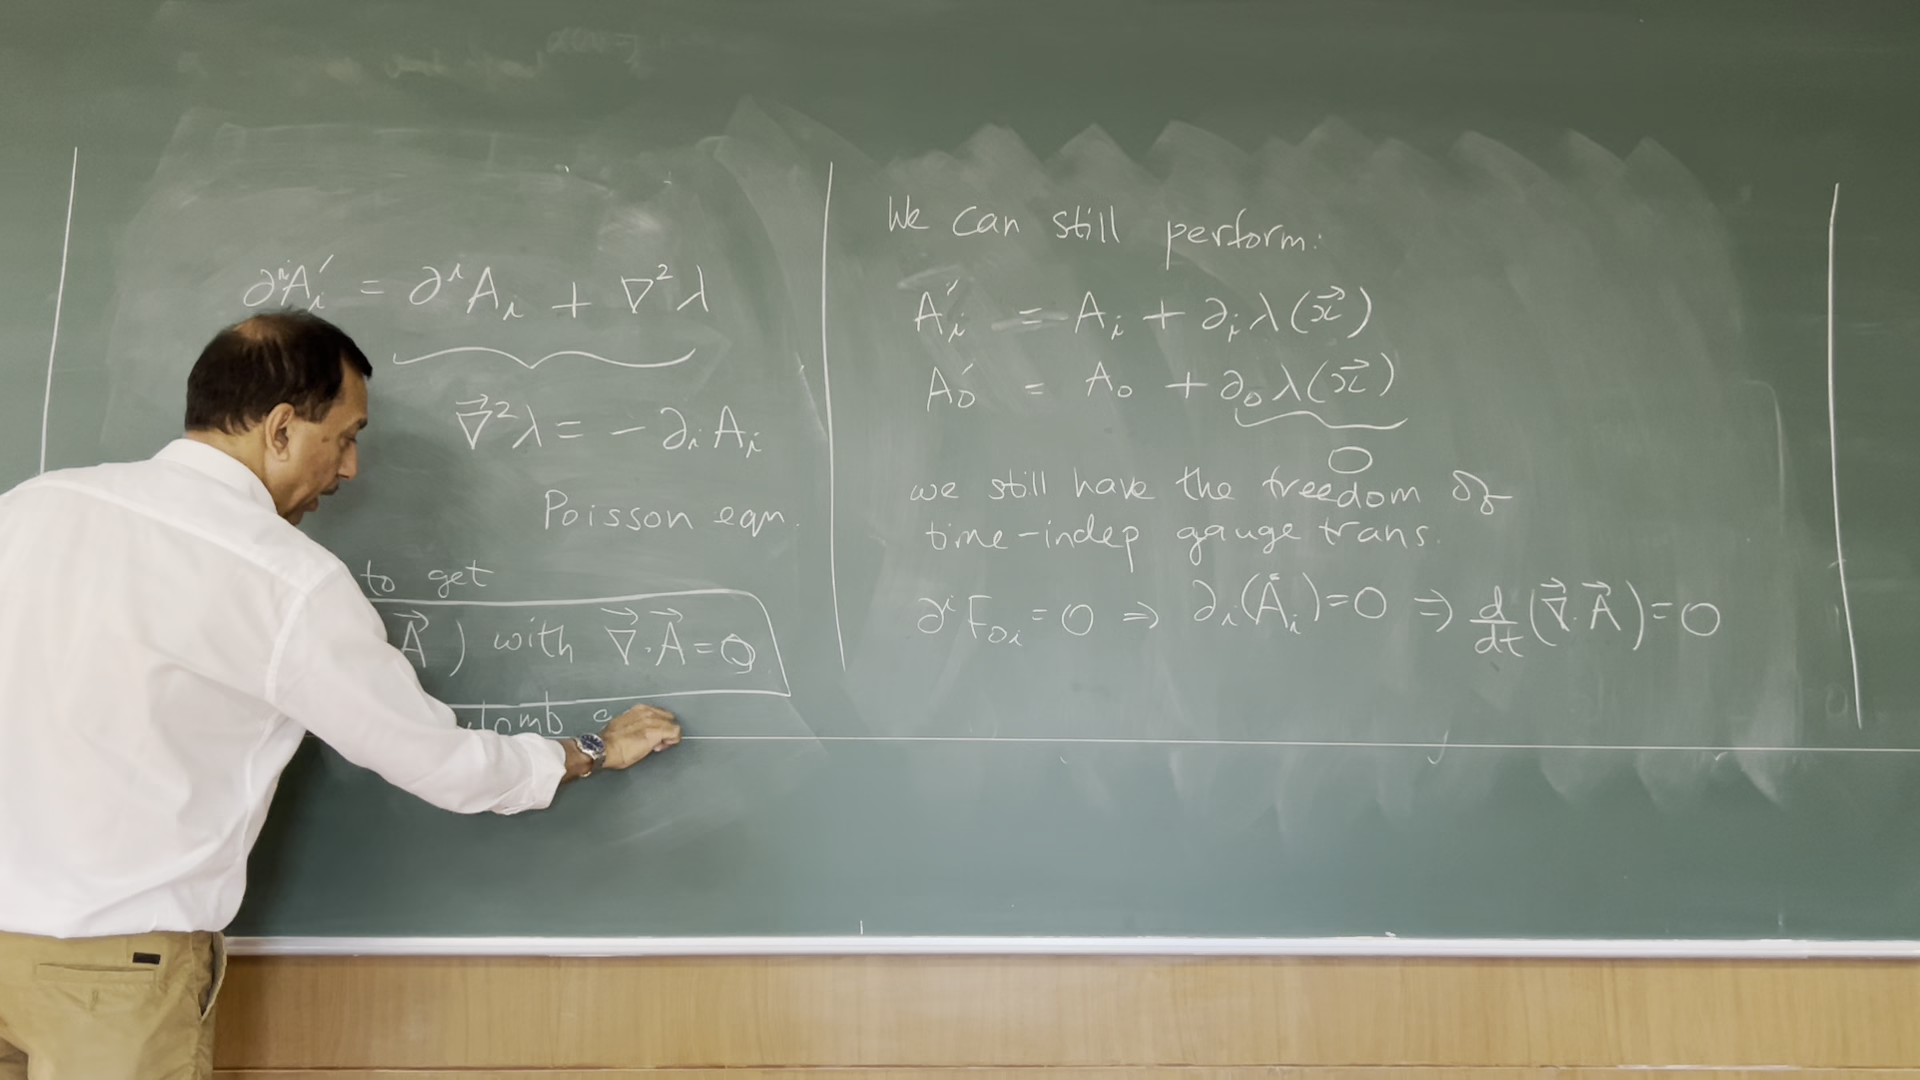 ∂ⁱA′ᵢ = ∂ⁱAᵢ + ∇²λ
∇⃗²λ = −∂ᵢAᵢ
Poisson eqn.
to get
A⃗ ) with ∇⃗·A⃗ = 0
We can still perform:
A′ᵢ = Aᵢ + ∂ᵢλ(x⃗)
A′₀ = A₀ + ∂₀λ(x⃗)
0
we still have the freedom of
time-indep gauge trans.
∂ⁱF₀ᵢ = 0 ⇒ ∂ᵢ(Ȧᵢ) = 0 ⇒ d/dt(∇⃗·A⃗) = 0